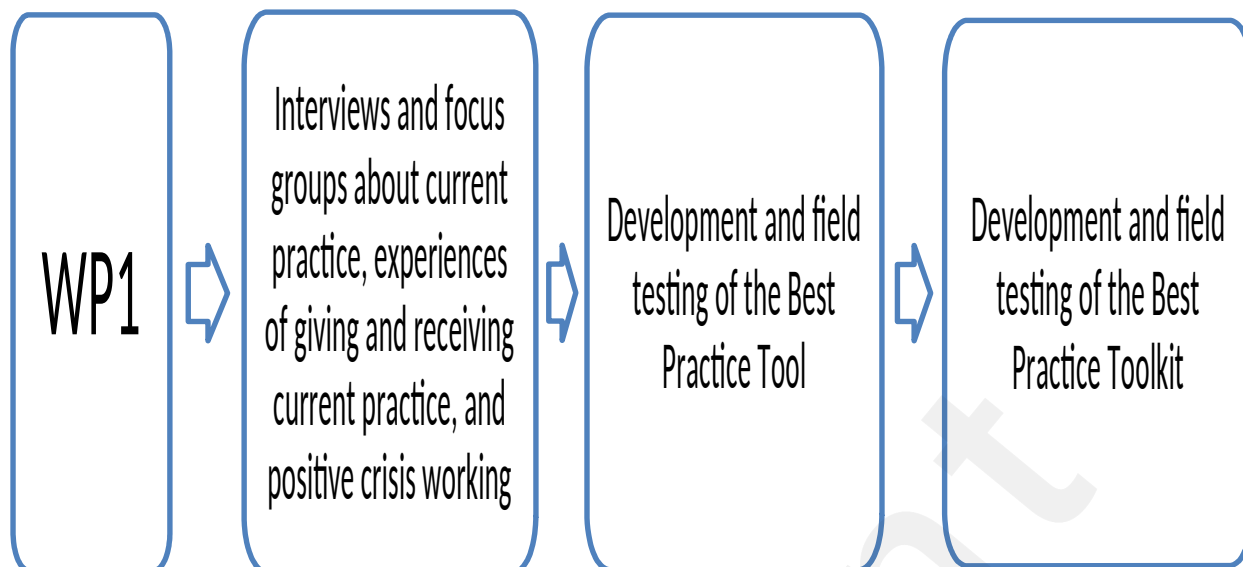 WP1
Interviews and focus
groups about current
practice, experiences
of giving and receiving
current practice, and
positive crisis working
Development and field
testing of the Best
Practice Tool
Development and field
testing of the Best
Practice Toolkit